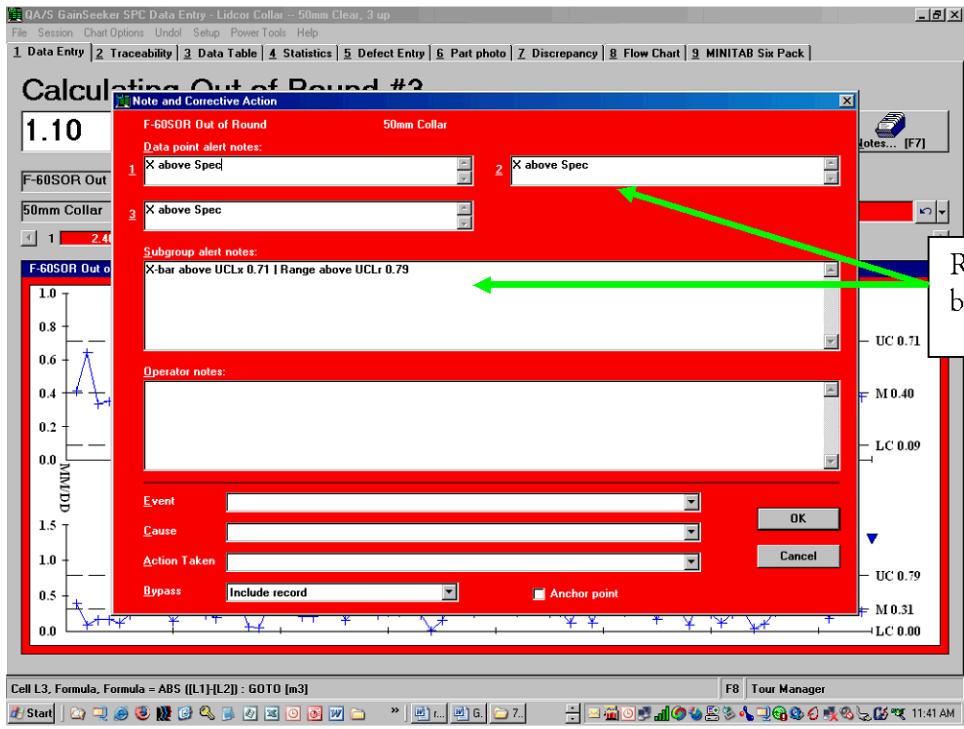 QA/S GainSeeker SPC Data Entry - Lidcor Collar -- 50mm Clear, 3 up
File Session Chart Options Undo! Setup Power Tools Help
1 Data Entry 2 Traceability 3 Data Table 4 Statistics 5 Defect Entry 6 Part photo 7 Discrepancy 8 Flow Chart 9 MINITAB Six Pack
Calculating Out of Round #3
1.10
Notes... [F7]
Note and Corrective Action
F-60SOR Out of Round 50mm Collar
Data point alert notes:
1 X above Spec
2 X above Spec
3 X above Spec
F-60SOR Out
50mm Collar
1 2.40
Subgroup alert notes:
X-bar above UCLx 0.71 | Range above UCLr 0.79
R
b
F-60SOR Out o
1.0
0.8
0.6
0.4
0.2
0.0
UC 0.71
M 0.40
LC 0.09
Operator notes:
MM/DD
Event
Cause
Action Taken
Bypass Include record
Anchor point
OK
Cancel
1.5
1.0
0.5
0.0
UC 0.79
M 0.31
LC 0.00
Cell L3, Formula, Formula = ABS ([L1]-[L2]) : GOTO [m3]
F8 Tour Manager
Start
r...
G.
7..
11:41 AM